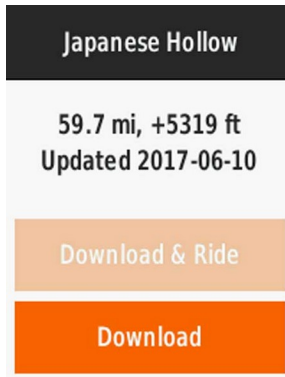 Japanese Hollow
59.7 mi, +5319 ft
Updated 2017-06-10
Download & Ride
Download